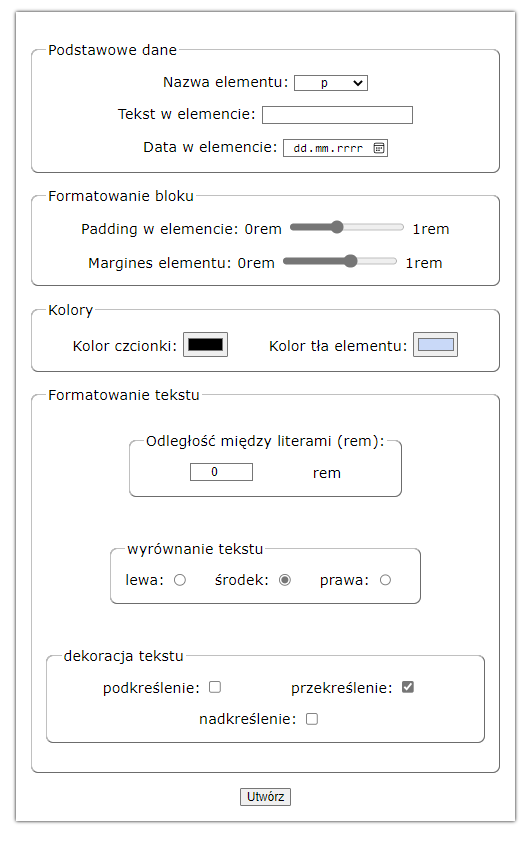 Podstawowe dane
Nazwa elementu: p
Tekst w elemencie:
Data w elemencie: dd.mm.rrrr
Formatowanie bloku
Padding w elemencie: 0rem 1rem
Margines elementu: 0rem 1rem
Kolory
Kolor czcionki: Kolor tła elementu:
Formatowanie tekstu
Odległość między literami (rem):
0 rem
wyrównanie tekstu
lewa: środek: prawa:
dekoracja tekstu
podkreślenie: przekreślenie:
nadkreślenie:
Utwórz